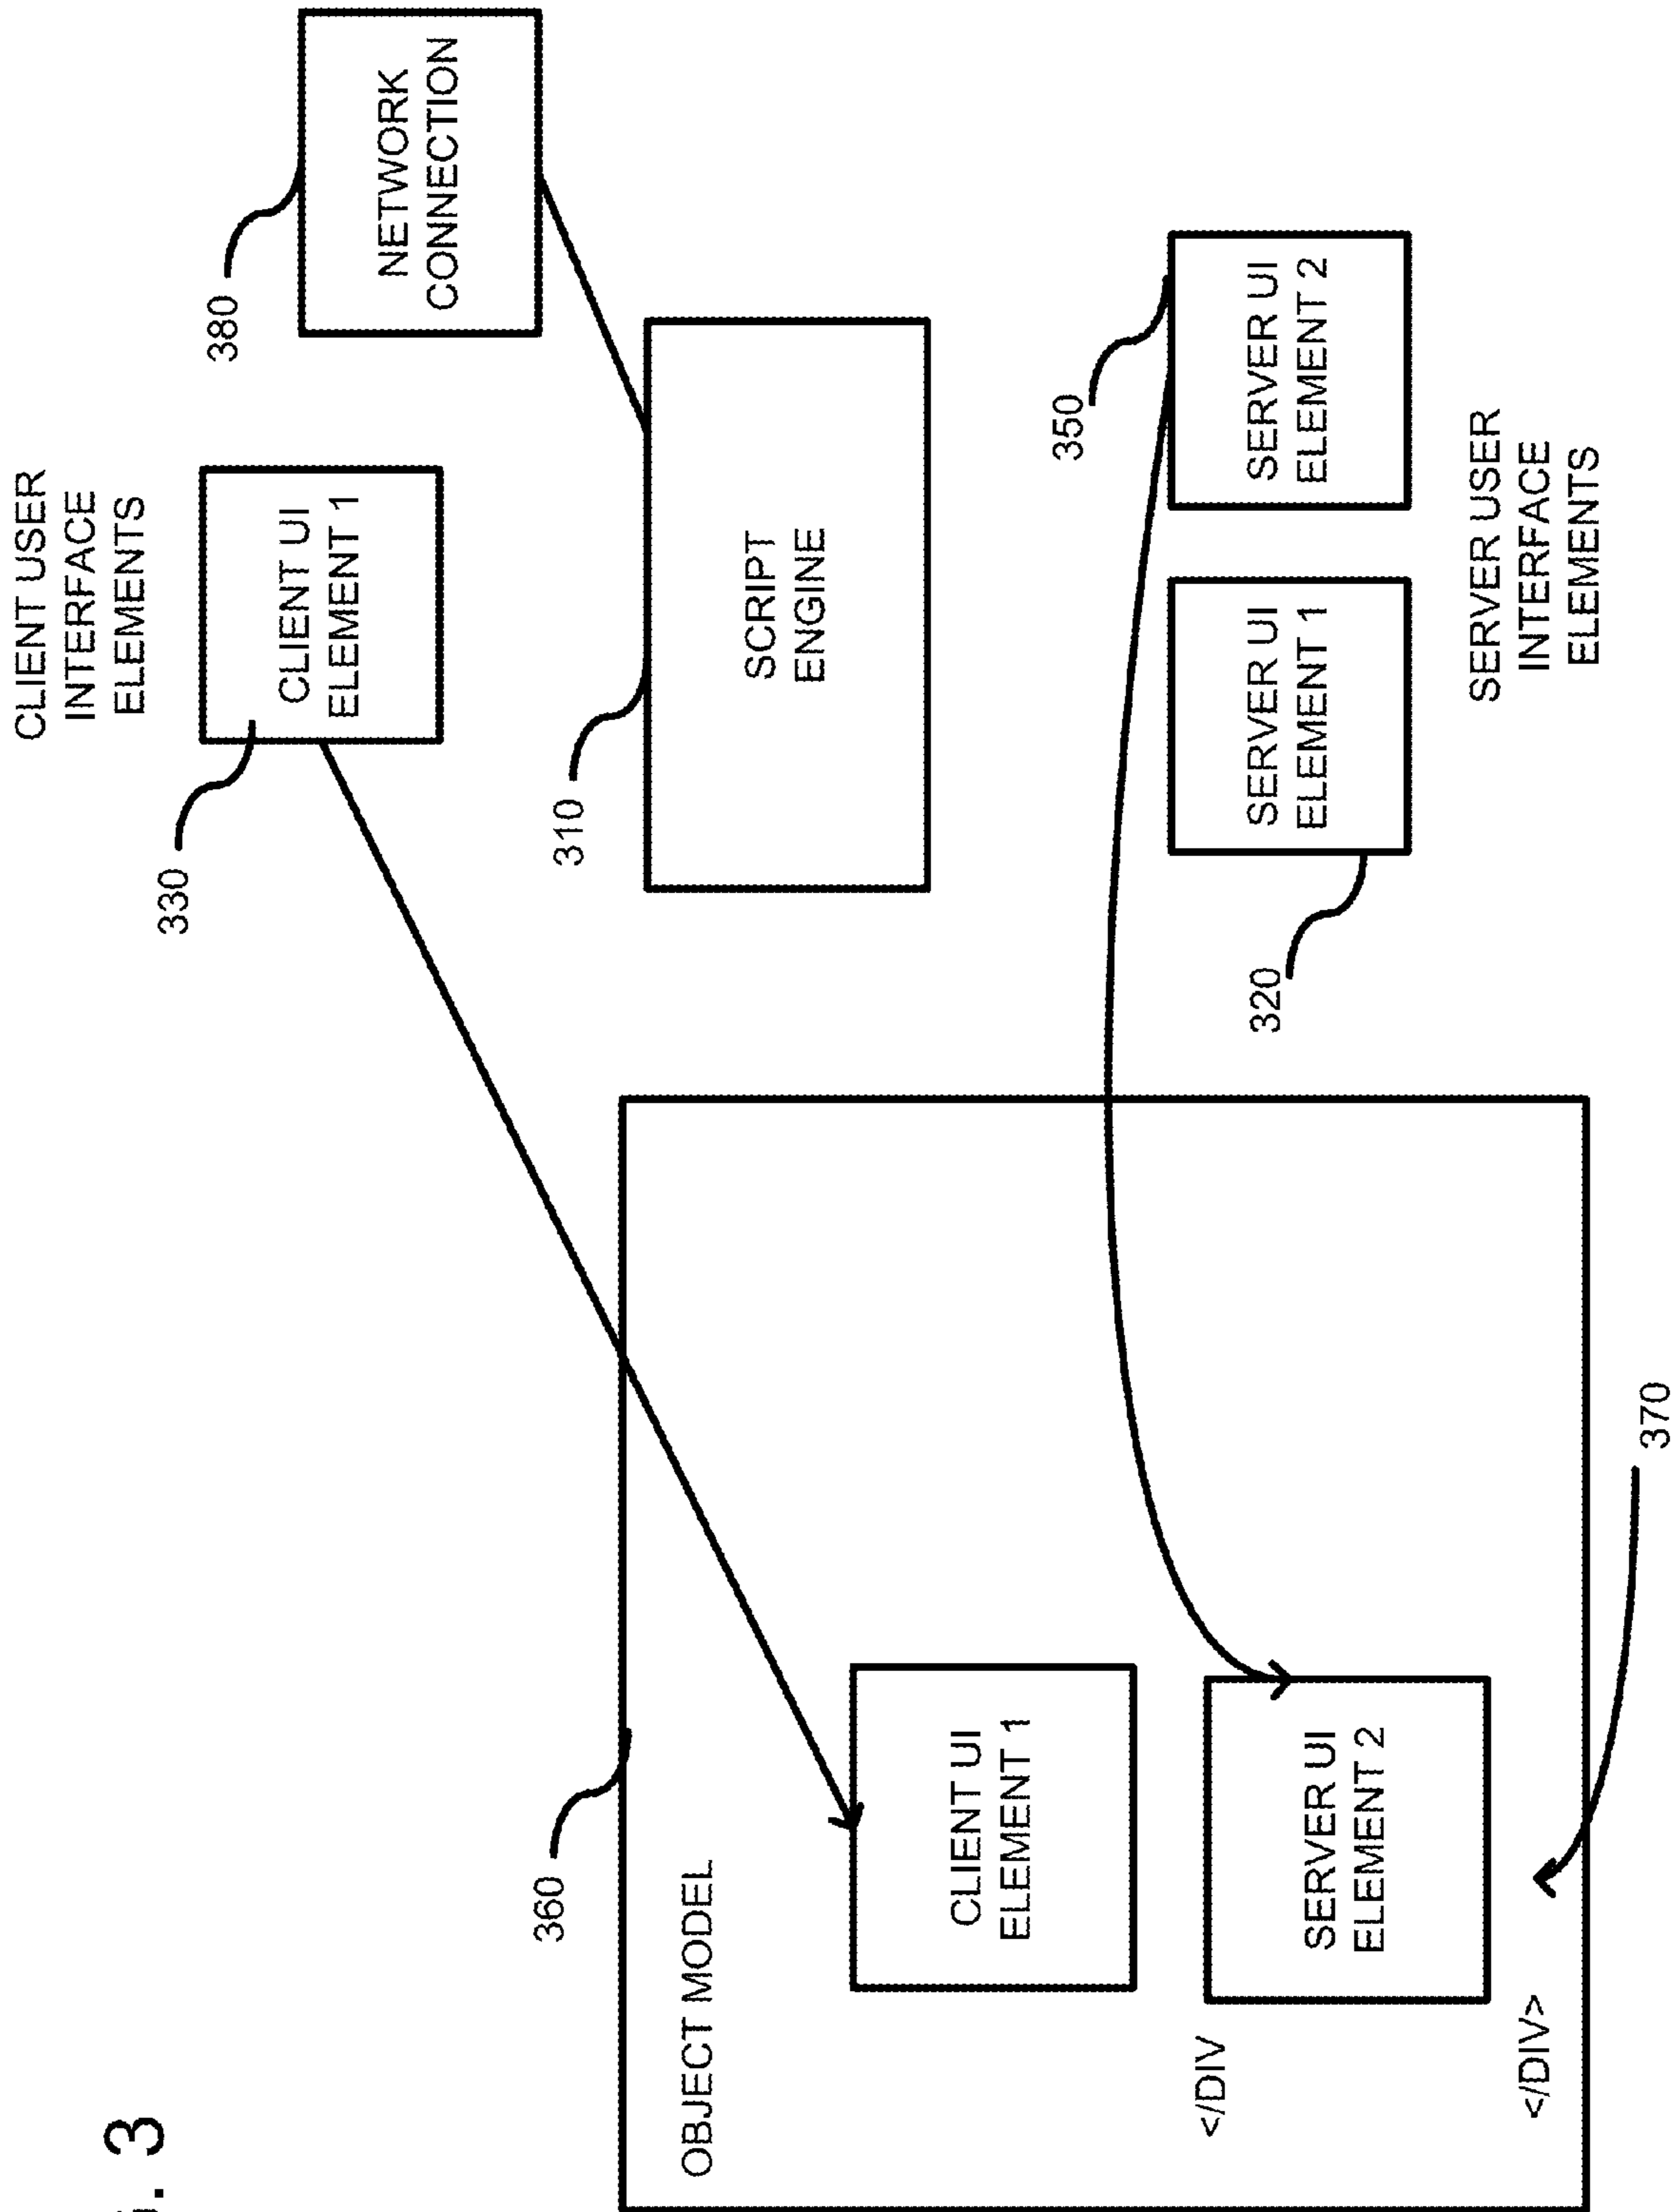 3
CLIENT USER
INTERFACE
ELEMENTS
330
CLIENT UI
ELEMENT 1
380
NETWORK
CONNECTION
360
310
SCRIPT
ENGINE
OBJECT MODEL
CLIENT UI
ELEMENT 1
</DIV
SERVER UI
ELEMENT 2
</DIV>
370
350
320
SERVER UI
ELEMENT 1
SERVER UI
ELEMENT 2
SERVER USER
INTERFACE
ELEMENTS